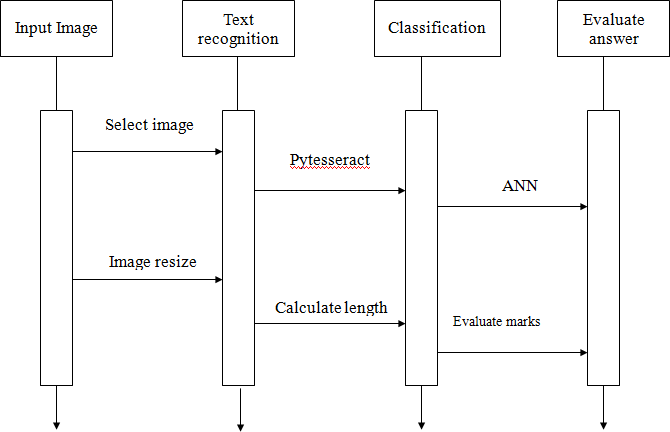 Input Image
Text
recognition
Classification
Evaluate
answer
Select image
Pytesseract
ANN
Image resize
Calculate length
Evaluate marks